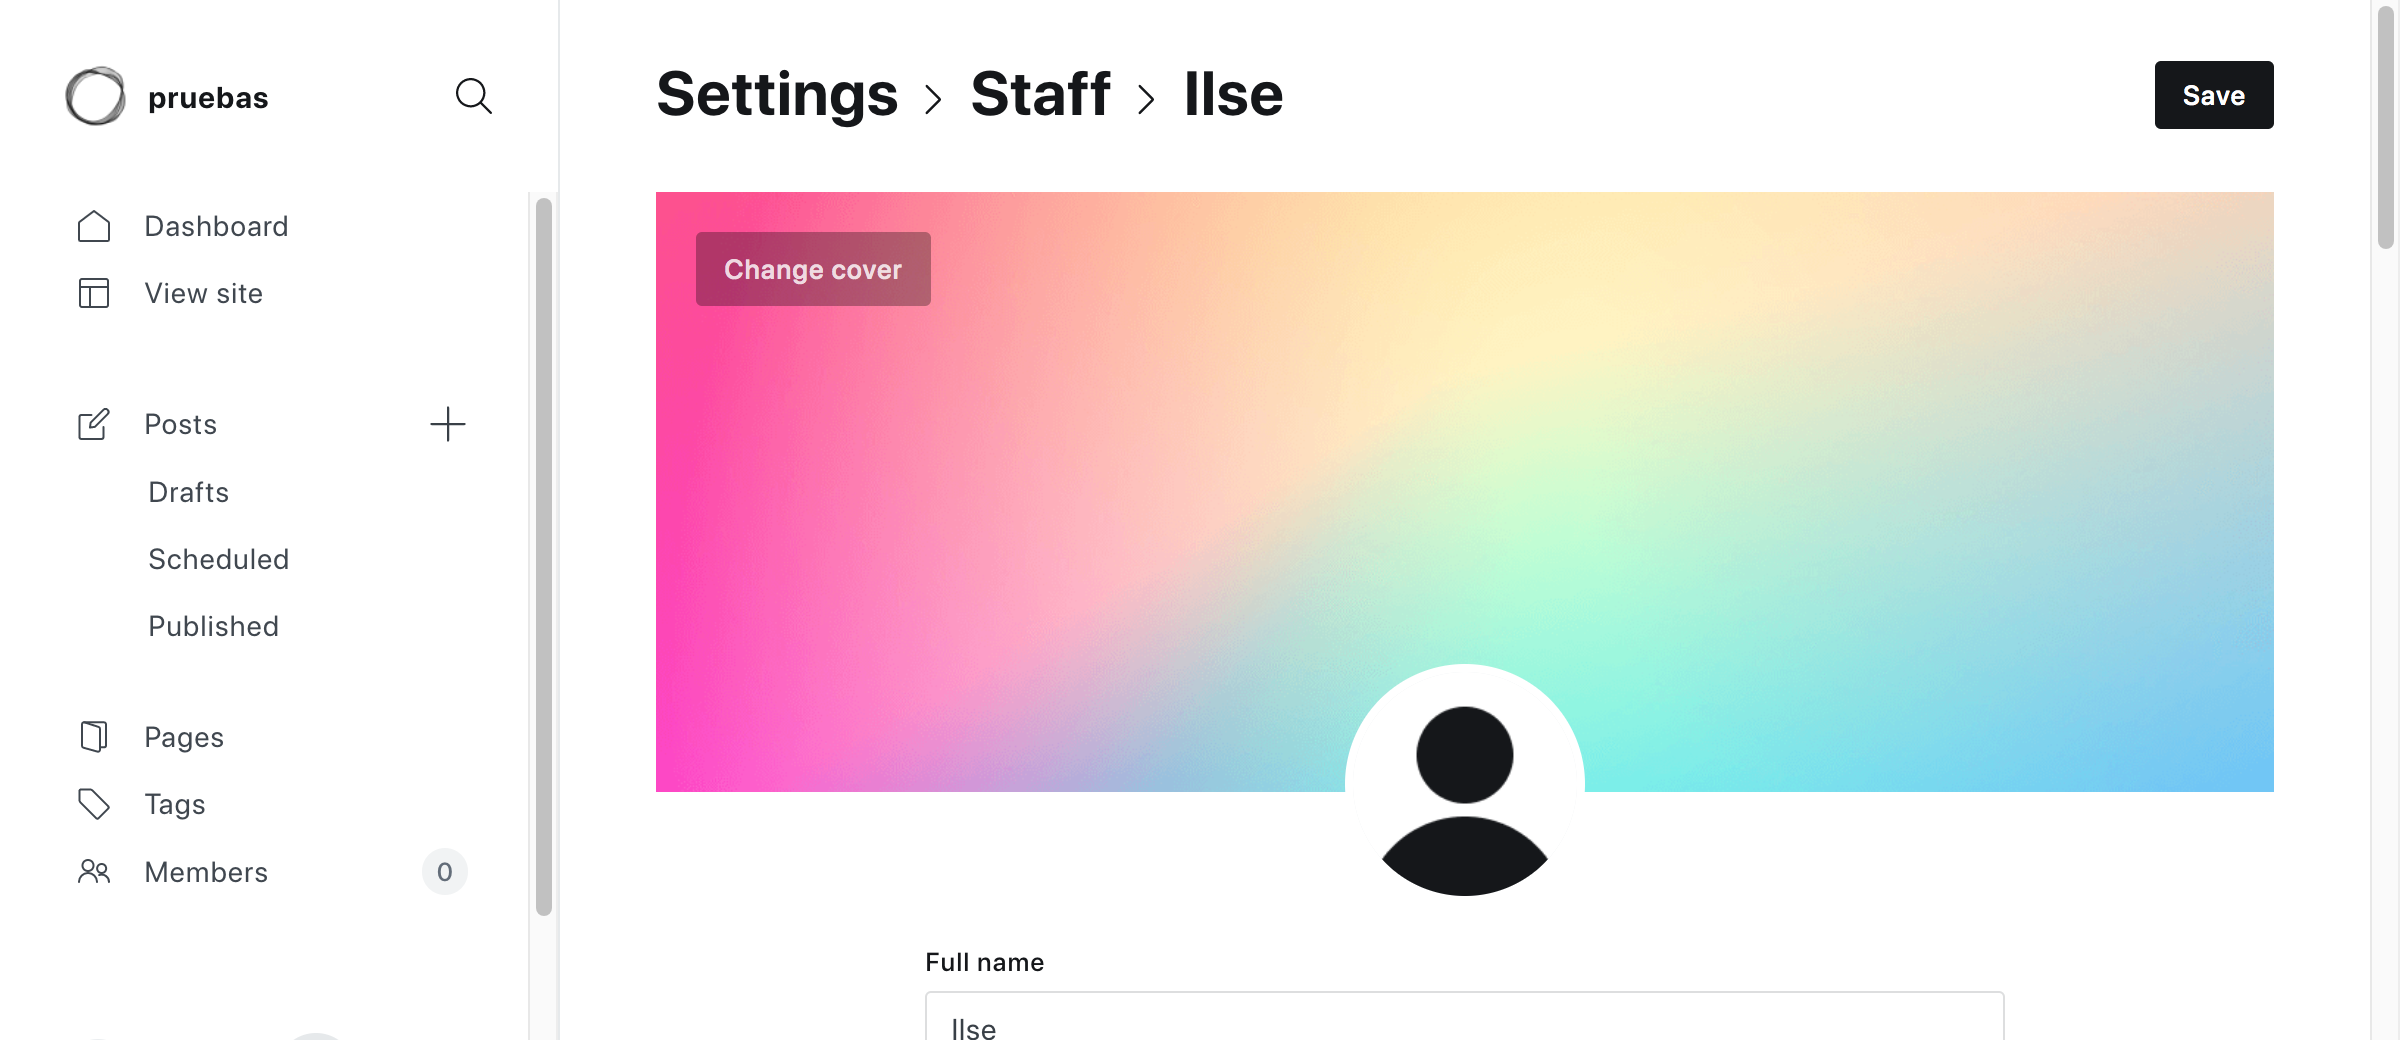 pruebas
Settings > Staff > Ilse
Save
Dashboard
View site
Change cover
Posts
Drafts
Scheduled
Published
Pages
Tags
Members
0
Full name
Ilse